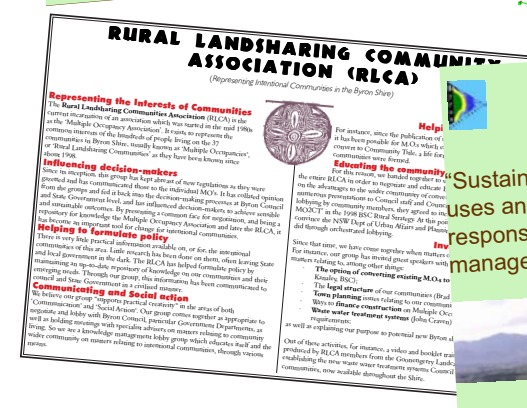 RURAL LANDSHARING COMMUNITY
ASSOCIATION (RLCA)
(Representing Intentional Communities in the Byron Shire)
Representing the Interests of Communities
The Rural Landsharing Communities Association (RLCA) is the
current incarnation of an association which was started in the mid 1980s
as the 'Multiple Occupancy Association'. It exists to represent the
common interests of the hundreds of people living on the 37
communities in Byron Shire, usually known as 'Multiple Occupancies',
or 'Rural Landsharing Communities' as they have been known since
about 1998.
Influencing decision-makers
Since its inception, this group has kept abreast of new regulations as they were
gazetted and has communicated those to the individual MO's. It has collated opinion
from the groups and fed it back into the decision-making processes at Byron Council
and State Government level, and has influenced decision-makers to achieve sensible
and equitable outcomes. By presenting a common face for negotiation, and being a
repository for knowledge the Multiple Occupancy Association and later the RLCA, it
has become an important tool for change for intentional communities.
Helping to formulate policy
There is very little practical information available on, or for, the intentional
communities of this area. Little research has been done on them, often leaving State
and local government in the dark. The RLCA has helped formulate policy by
maintaining an up-to-date repository of knowledge on one communities and their
emerging needs. Through our group, this information has been communicated to
council and State Government in a civilised manner.
Communicating and Social action
We believe our group "supports practical creativity" in the areas of both
'Communication' and 'Social Action'. Our group comes together as appropriate to
negotiate and lobby with Byron Council, particular Government Departments, as
well as holding meetings with specialist advisers on matters relating to community
living. So we are a knowledge management lobby group which educates itself and the
wider community on matters relating to intentional communities, through various
means.
For instance, since the publication of
it has been possible for M.O.'s which
convert to Community Title, a life for
communities were formed.
Educating the community
For this reason, we banded together to
the entire RLCA in order to negotiate and educate
on the advantages to the wider community of
numerous presentations to Council staff and
lobbying by community members, they agreed to
MO2CT' in the 1998 BSC Rural Strategy. At this
convince the NSW Dept of Urban Affairs and
did through orchestrated lobbying.
Since that time, we have come together when matters
For instance, our group has invited guest speakers
matters relating to, among other things:
The option of converting existing M.O.s to
Kanaley, BSC);
The legal structure of our communities
Town planning issues relating to our
Ways to finance construction on Multiple
Waste water treatment systems (John Craven)
requirements:
as well as explaining our purpose to potential new Byron
Out of these activities, for instance, a video and booklet
produced by RLCA members from the Goonengerry
establishing the new waste water treatment systems
communities, now available throughout the Shire.
"Sustain
uses an
respons
manage